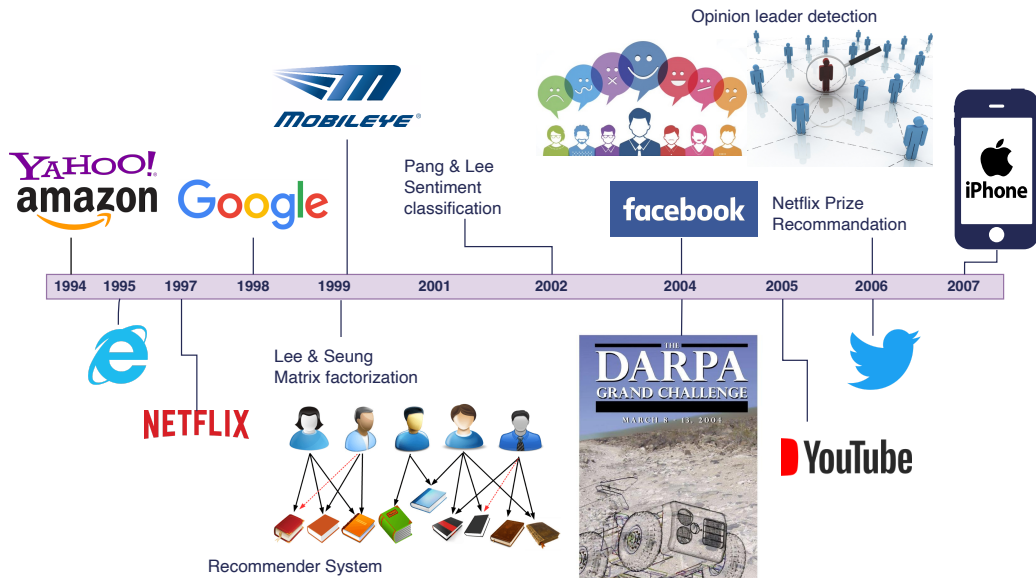 Opinion leader detection
MOBILEYE®
YAHOO!
amazon
Google
Pang & Lee
Sentiment
classification
facebook
Netflix Prize
Recommandation
iPhone
1994 1995 1997 1998 1999 2001 2002 2004 2005 2006 2007
Lee & Seung
Matrix factorization
NETFLIX
THE
DARPA
GRAND CHALLENGE
MARCH 8 - 13, 2004
YouTube
Recommender System